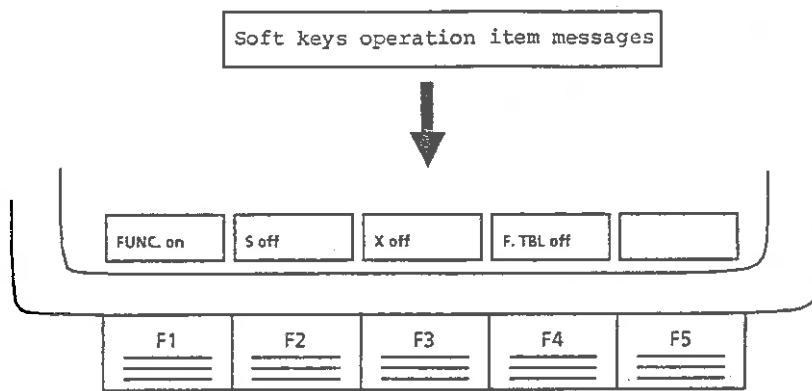 Soft keys operation item messages
FUNC. on S off X off F. TBL off
F1 F2 F3 F4 F5